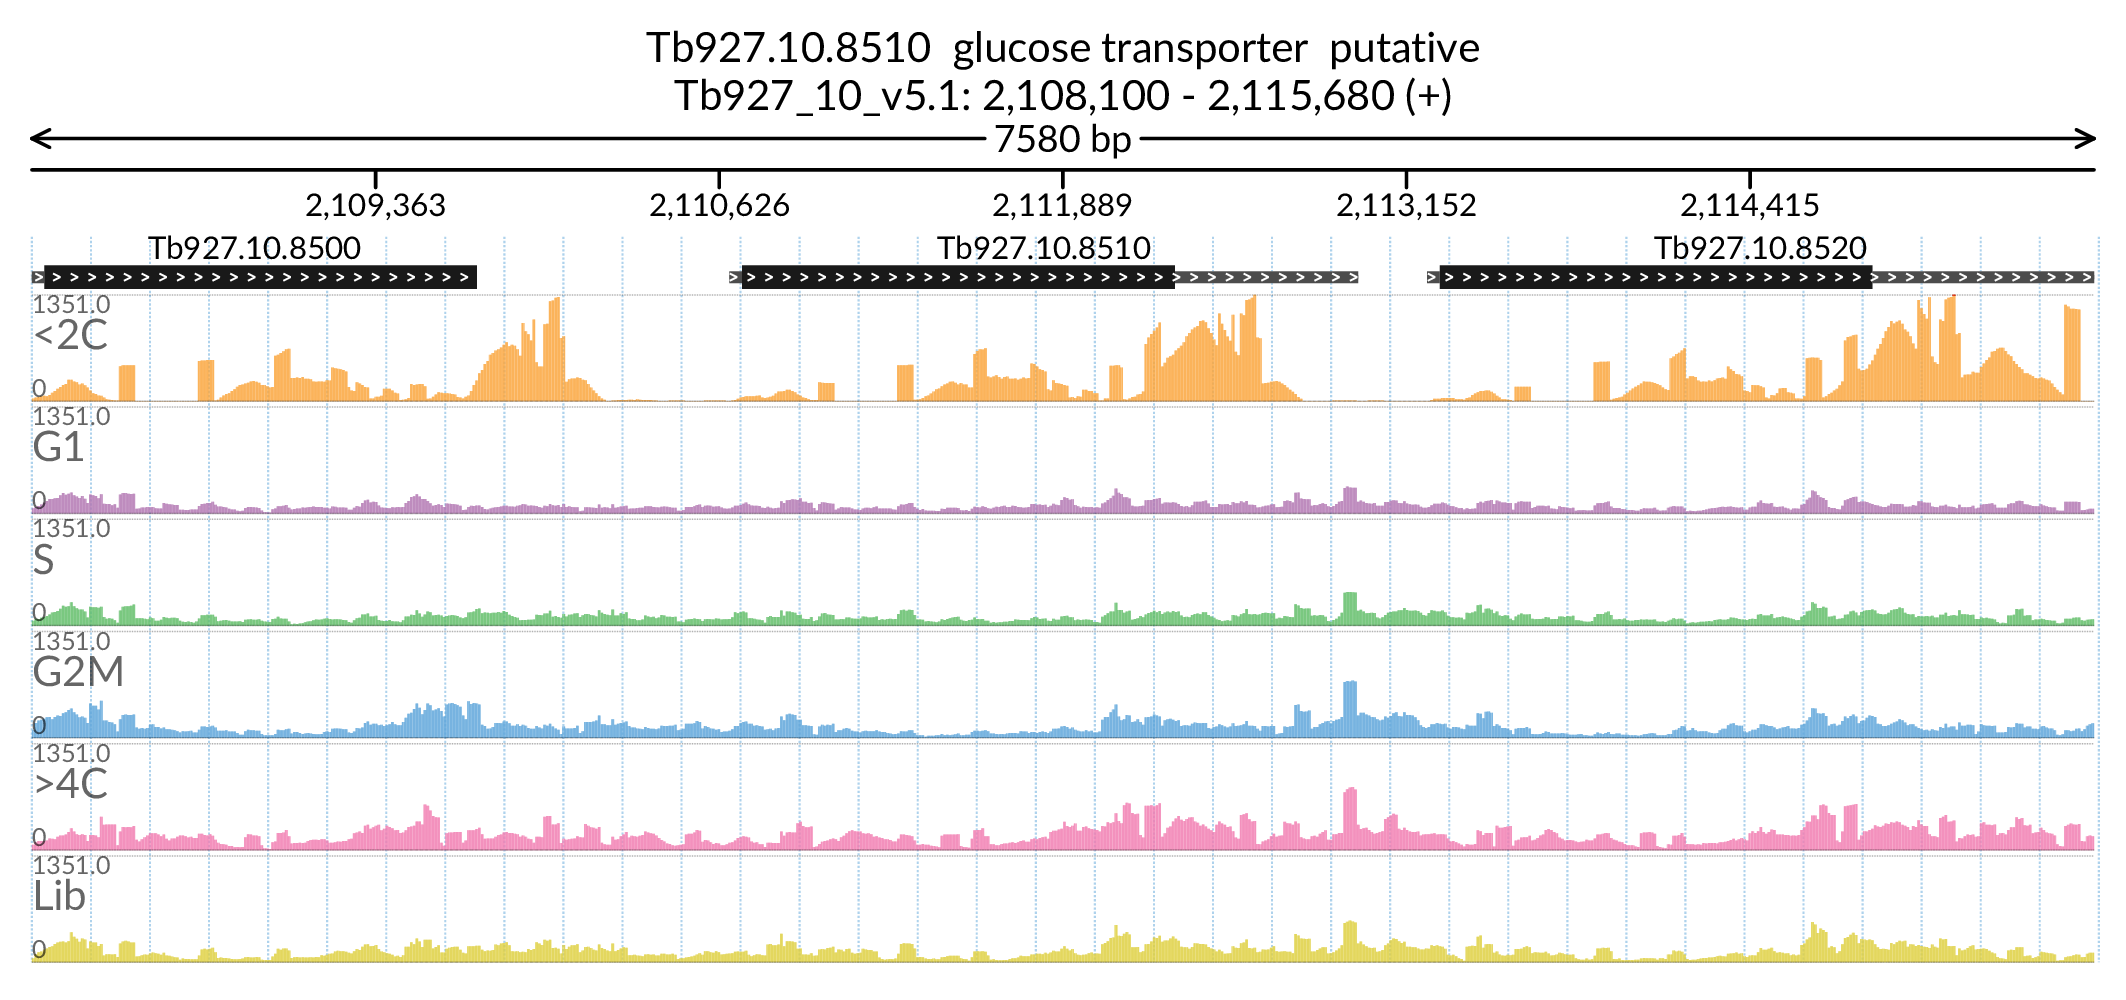 Tb927.10.8510 glucose transporter putative
Tb927_10_v5.1: 2,108,100 - 2,115,680 (+)
7580 bp
2,109,363 2,110,626 2,111,889 2,113,152 2,114,415
Tb927.10.8500 Tb927.10.8510 Tb927.10.8520
1351.0
<2C
0
1351.0
G1
0
1351.0
S
0
1351.0
G2M
0
1351.0
>4C
0
1351.0
Lib
0